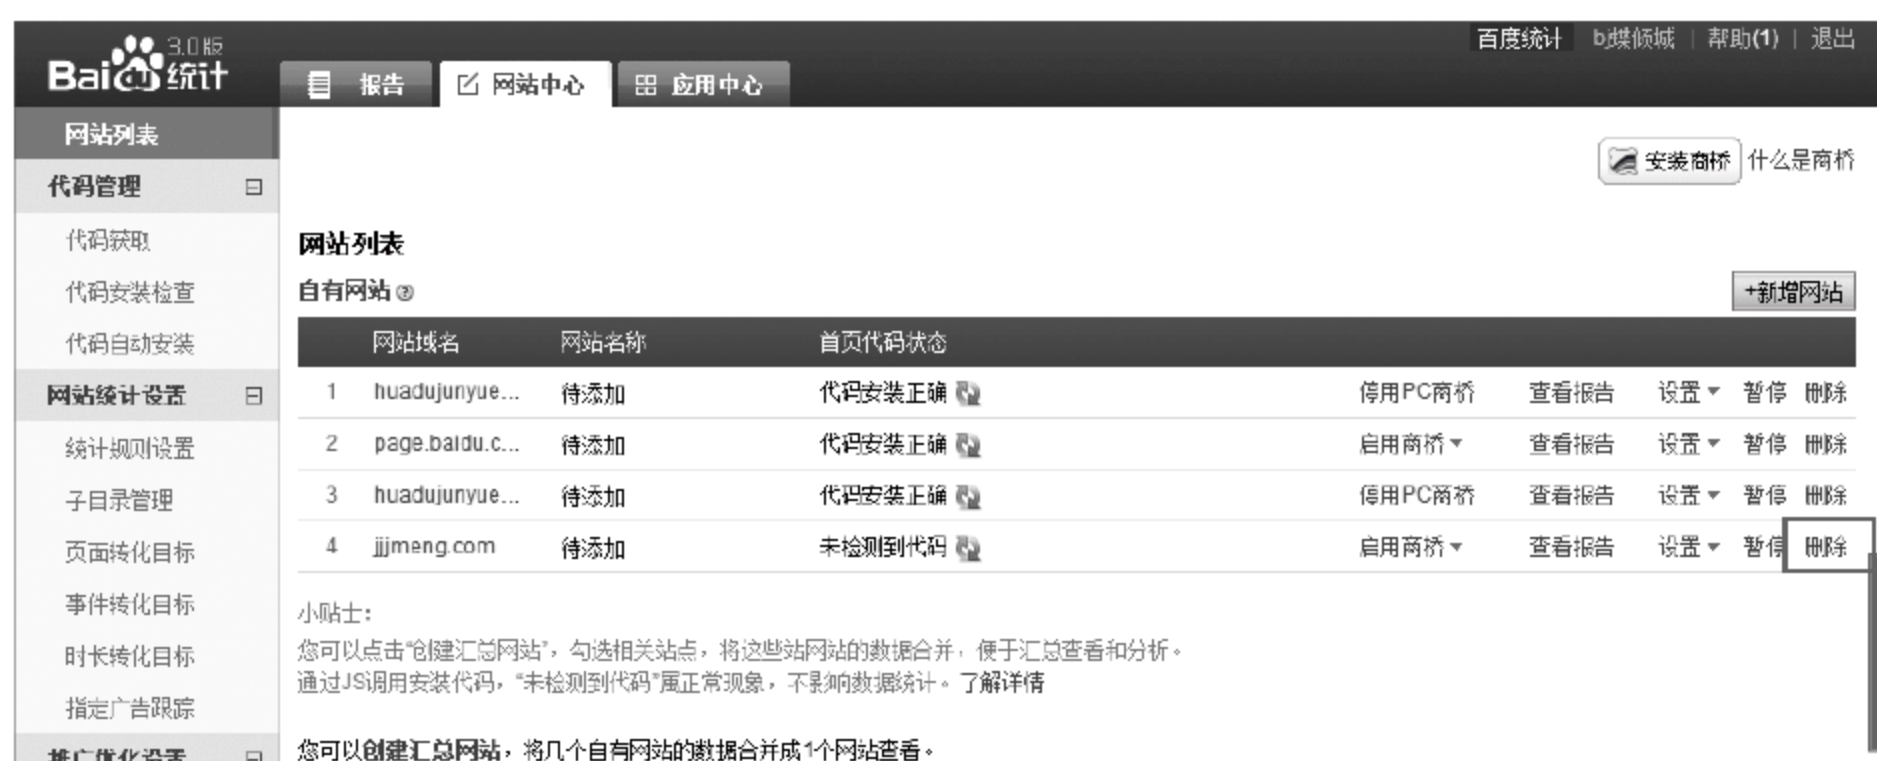 百度统计 bj蝶倾城 | 帮助(1) | 退出
Baidu统计 3.0版
报告 网站中心 应用中心
网站列表
安装商桥 什么是商桥
代码管理
代码获取
代码安装检查
代码自动安装
网站统计设置
统计规则设置
子目录管理
页面转化目标
事件转化目标
时长转化目标
指定广告跟踪
推广优化设置
网站列表
自有网站
+新增网站
网站域名 网站名称 首页代码状态
1 huadujunyue... 待添加 代码安装正确 停用PC商桥 查看报告 设置 暂停 删除
2 page.baidu.c... 待添加 代码安装正确 启用商桥 查看报告 设置 暂停 删除
3 huadujunyue... 待添加 代码安装正确 停用PC商桥 查看报告 设置 暂停 删除
4 jjjmeng.com 待添加 未检测到代码 启用商桥 查看报告 设置 暂停 删除
小贴士：
您可以点击“创建汇总网站”，勾选相关站点，将这些站网站的数据合并，便于汇总查看和分析。
通过JS调用安装代码，“未检测到代码”属正常现象，不影响数据统计。了解详情
您可以创建汇总网站，将几个自有网站的数据合并成1个网站查看。